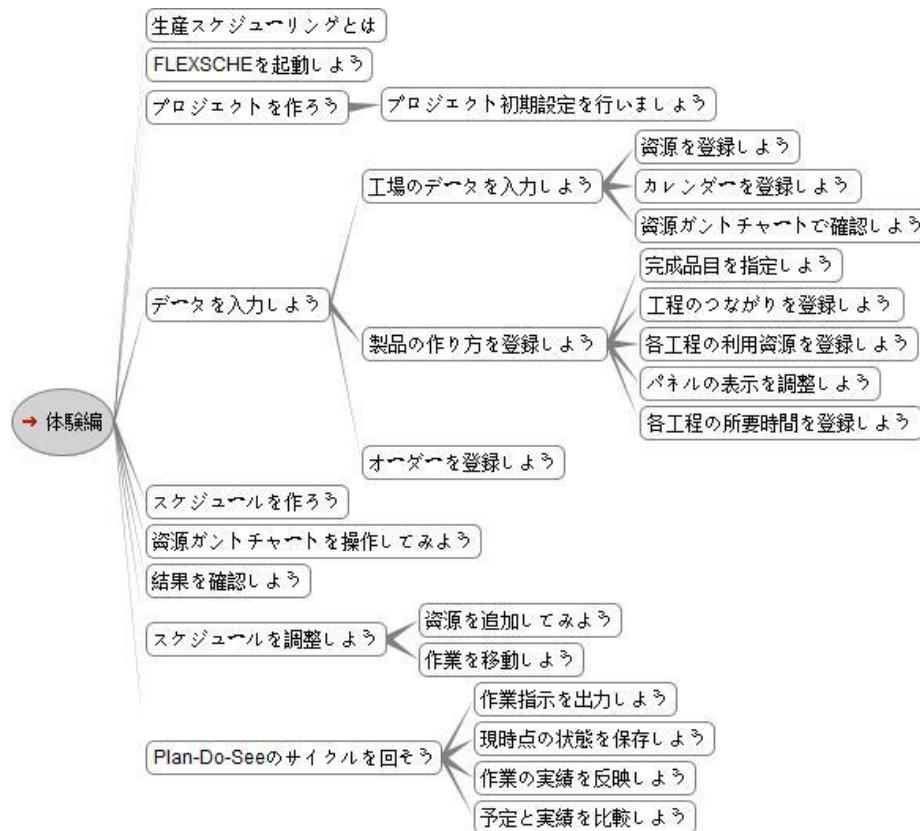 生産スケジューリングとは
FLEXSCHEを起動しよう
プロジェクトを作ろう
プロジェクト初期設定を行いましょう
工場のデータを入力しよう
資源を登録しよう
カレンダーを登録しよう
資源ガントチャートで確認しよう
データを入力しよう
製品の作り方を登録しよう
完成品目を指定しよう
工程のつながりを登録しよう
各工程の利用資源を登録しよう
パネルの表示を調整しよう
各工程の所要時間を登録しよう
→ 体験編
オーダーを登録しよう
スケジュールを作ろう
資源ガントチャートを操作してみよう
結果を確認しよう
スケジュールを調整しよう
資源を追加してみよう
作業を移動しよう
Plan-Do-Seeのサイクルを回そう
作業指示を出力しよう
現時点の状態を保存しよう
作業の実績を反映しよう
予定と実績を比較しよう